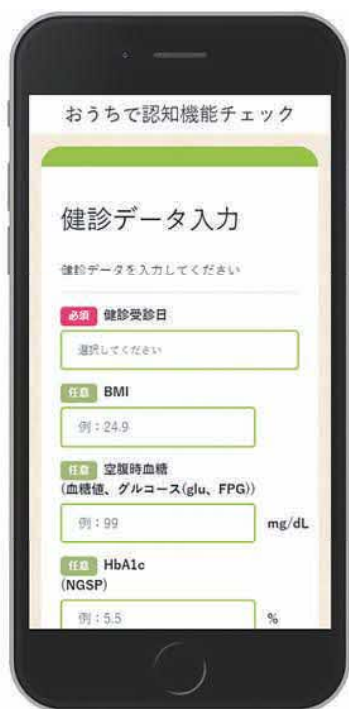 おうちで認知機能チェック
健診データ入力
健診データを入力してください
必須 健診受診日
選択してください
任意 BMI
例：24.9
任意 空腹時血糖
(血糖値、グルコース(glu、FPG))
例：99 mg/dL
任意 HbA1c
(NGSP)
例：5.5 %